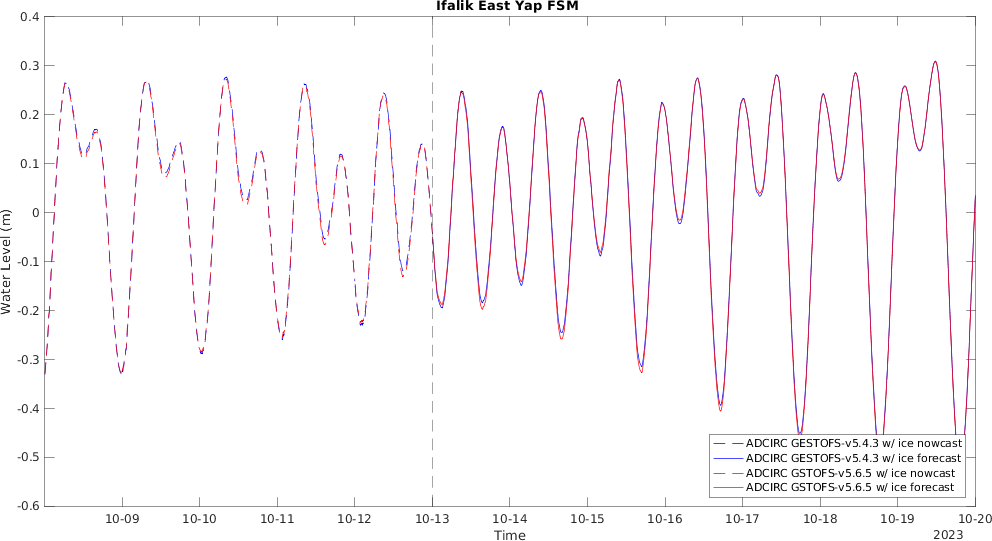 Ifalik East Yap FSM
0.4
0.3
0.2
0.1
0
-0.1
-0.2
-0.3
-0.4
-0.5
-0.6
Water Level (m)
ADCIRC GESTOFS-v5.4.3 w/ ice nowcast
ADCIRC GESTOFS-v5.4.3 w/ ice forecast
ADCIRC GSTOFS-v5.6.5 w/ ice nowcast
ADCIRC GSTOFS-v5.6.5 w/ ice forecast
10-09 10-10 10-11 10-12 10-13 10-14 10-15 10-16 10-17 10-18 10-19 10-20
Time
2023